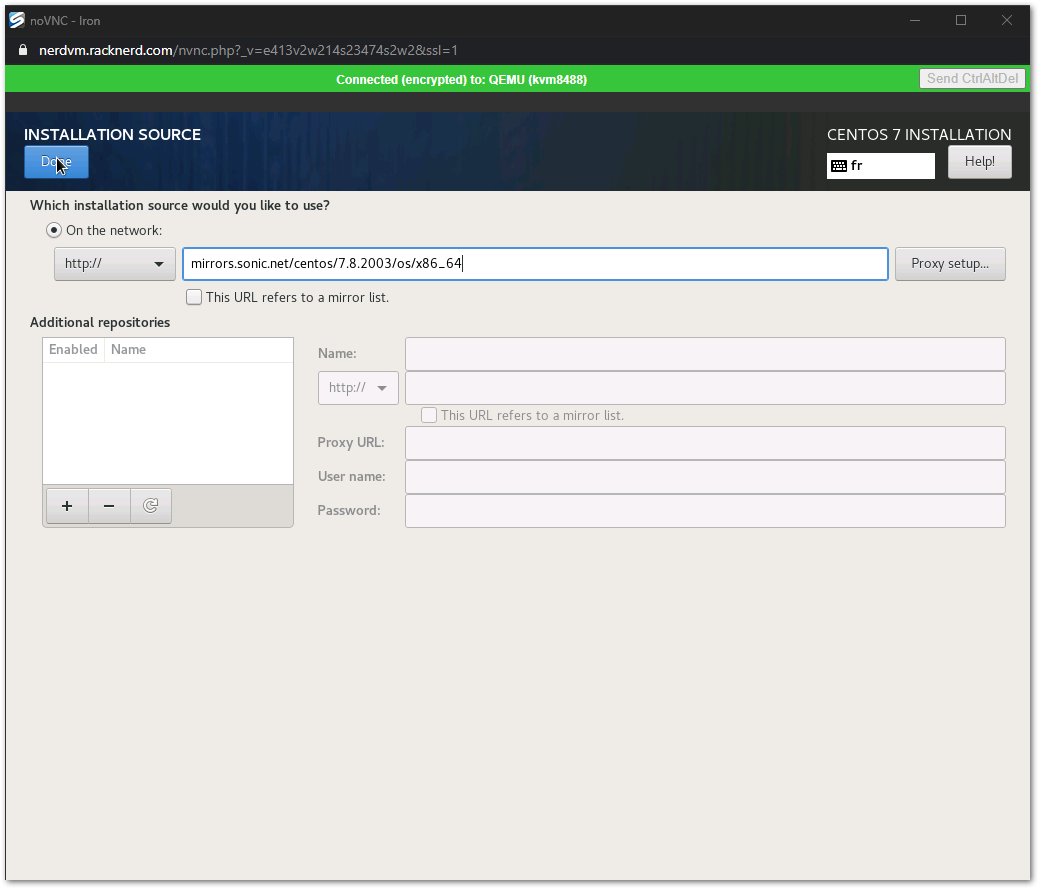 noVNC - Iron
nerdvm.racknerd.com/nvnc.php?_v=e413v2w214s23474s2w2&ssl=1
Connected (encrypted) to: QEMU (kvm8488)
Send CtrlAltDel
INSTALLATION SOURCE
CENTOS 7 INSTALLATION
Done
fr
Help!
Which installation source would you like to use?
On the network:
http://
mirrors.sonic.net/centos/7.8.2003/os/x86_64
Proxy setup...
This URL refers to a mirror list.
Additional repositories
Enabled Name
Name:
http://
This URL refers to a mirror list.
Proxy URL:
User name:
Password: